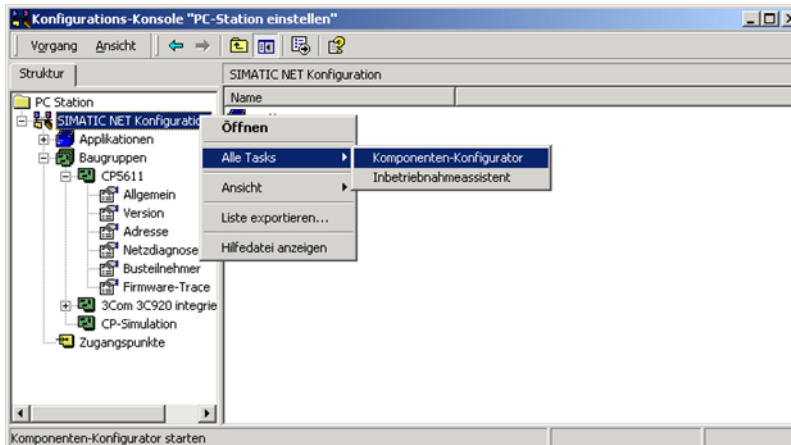 Konfigurations-Konsole "PC-Station einstellen"
Vorgang Ansicht
Struktur
SIMATIC NET Konfiguration
PC Station
Name
SIMATIC NET Konfiguration
Öffnen
Applikationen
Alle Tasks
Komponenten-Konfigurator
Baugruppen
Inbetriebnahmeassistent
CP5611
Ansicht
Allgemein
Version
Liste exportieren...
Adresse
Netzdiagnose
Hilfedatei anzeigen
Busteilnehmer
Firmware-Trace
3Com 3C920 integrie
CP-Simulation
Zugangspunkte
Komponenten-Konfigurator starten